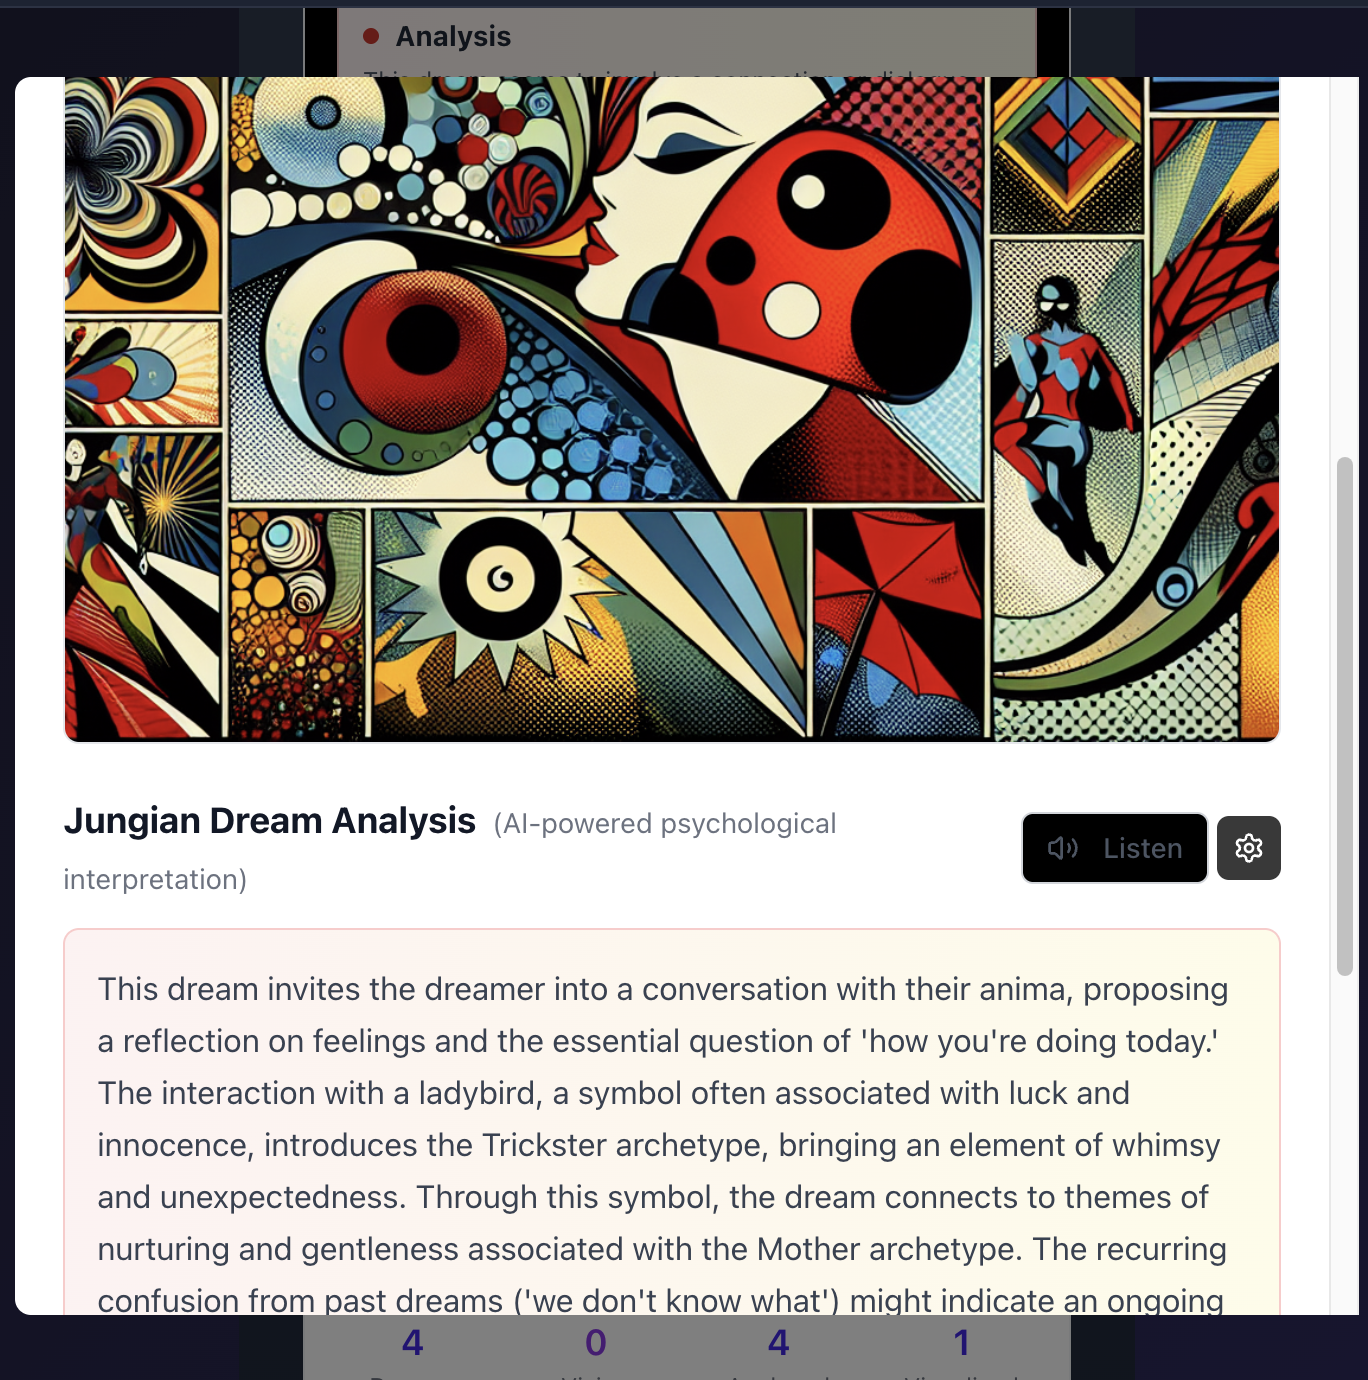 Analysis
Jungian Dream Analysis (AI-powered psychological
interpretation)
Listen
This dream invites the dreamer into a conversation with their anima, proposing
a reflection on feelings and the essential question of 'how you're doing today.'
The interaction with a ladybird, a symbol often associated with luck and
innocence, introduces the Trickster archetype, bringing an element of whimsy
and unexpectedness. Through this symbol, the dream connects to themes of
nurturing and gentleness associated with the Mother archetype. The recurring
confusion from past dreams ('we don't know what') might indicate an ongoing
4 0 4 1